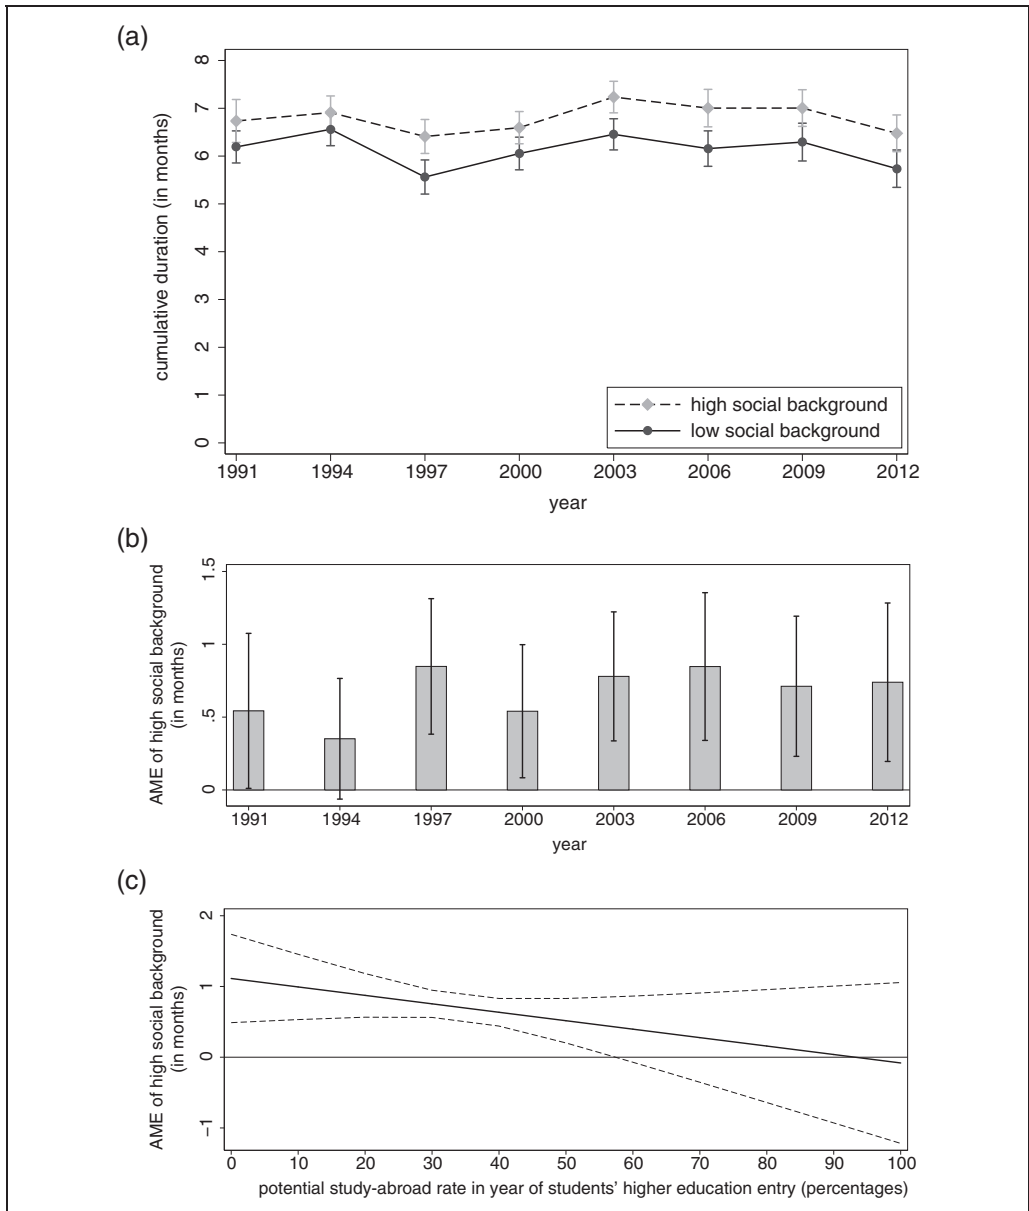 (a)
cumulative duration (in months)
8
7
6
5
4
3
2
1
0
high social background
low social background
1991 1994 1997 2000 2003 2006 2009 2012
year
(b)
AME of high social background
(in months)
1.5
1
.5
0
1991 1994 1997 2000 2003 2006 2009 2012
year
(c)
AME of high social background
(in months)
2
1
0
−1
0 10 20 30 40 50 60 70 80 90 100
potential study-abroad rate in year of students' higher education entry (percentages)